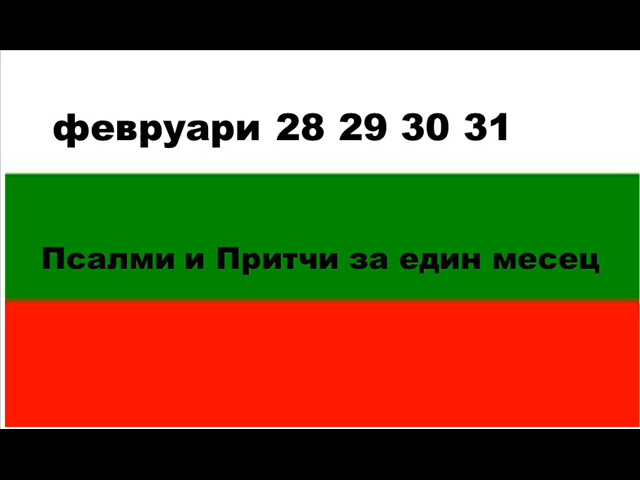 февруари 28 29 30 31
Псалми и Притчи за един месец